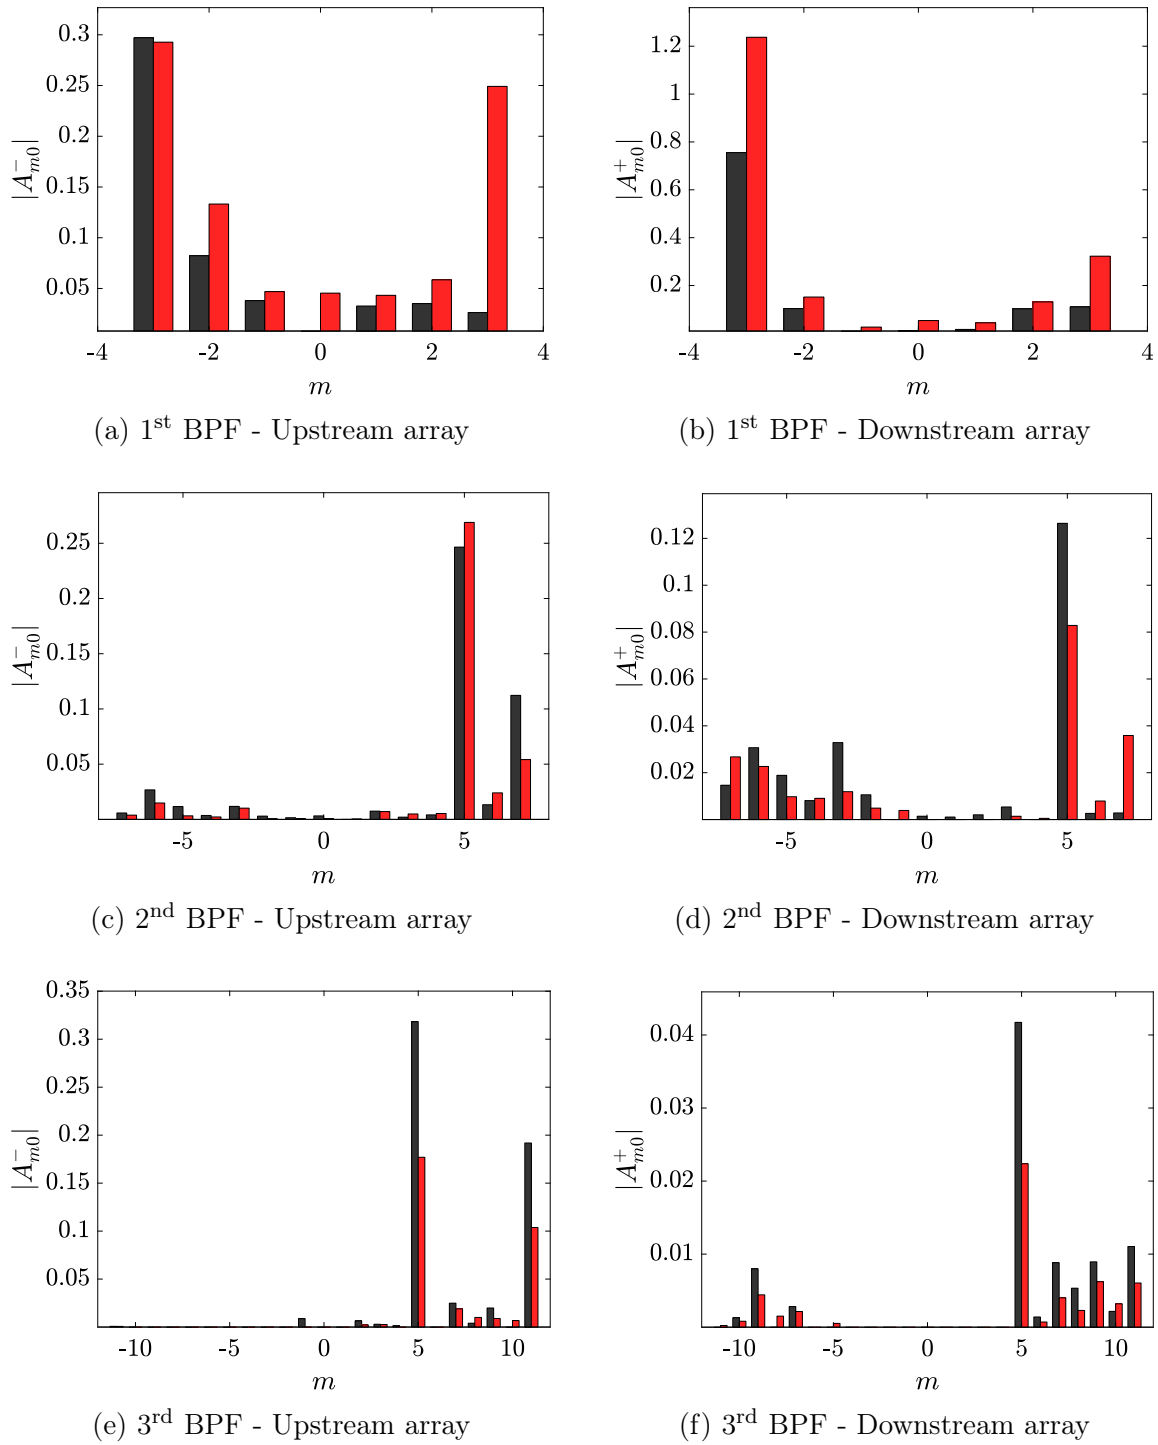 0.3
0.25
0.2
0.15
0.1
0.05
|A⁻ₘ₀|
-4 -2 0 2 4
m
(a) 1st BPF - Upstream array
1.2
1
0.8
0.6
0.4
0.2
|A⁺ₘ₀|
-4 -2 0 2 4
m
(b) 1st BPF - Downstream array
0.25
0.2
0.15
0.1
0.05
|A⁻ₘ₀|
-5 0 5
m
(c) 2nd BPF - Upstream array
0.12
0.1
0.08
0.06
0.04
0.02
|A⁺ₘ₀|
-5 0 5
m
(d) 2nd BPF - Downstream array
0.35
0.3
0.25
0.2
0.15
0.1
0.05
|A⁻ₘ₀|
-10 -5 0 5 10
m
(e) 3rd BPF - Upstream array
0.04
0.03
0.02
0.01
|A⁺ₘ₀|
-10 -5 0 5 10
m
(f) 3rd BPF - Downstream array